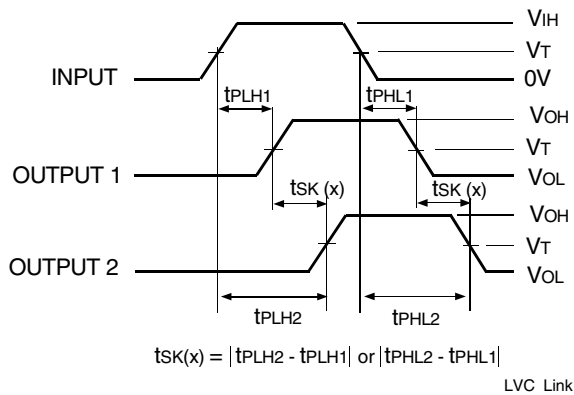 VIH
VT
INPUT
0V
tPLH1
tPHL1
VOH
VT
OUTPUT 1
tSK (x)
tSK (x)
VOL
VOH
VT
OUTPUT 2
VOL
tPLH2
tPHL2
tSK(x) = |tPLH2 - tPLH1| or |tPHL2 - tPHL1|
LVC Link